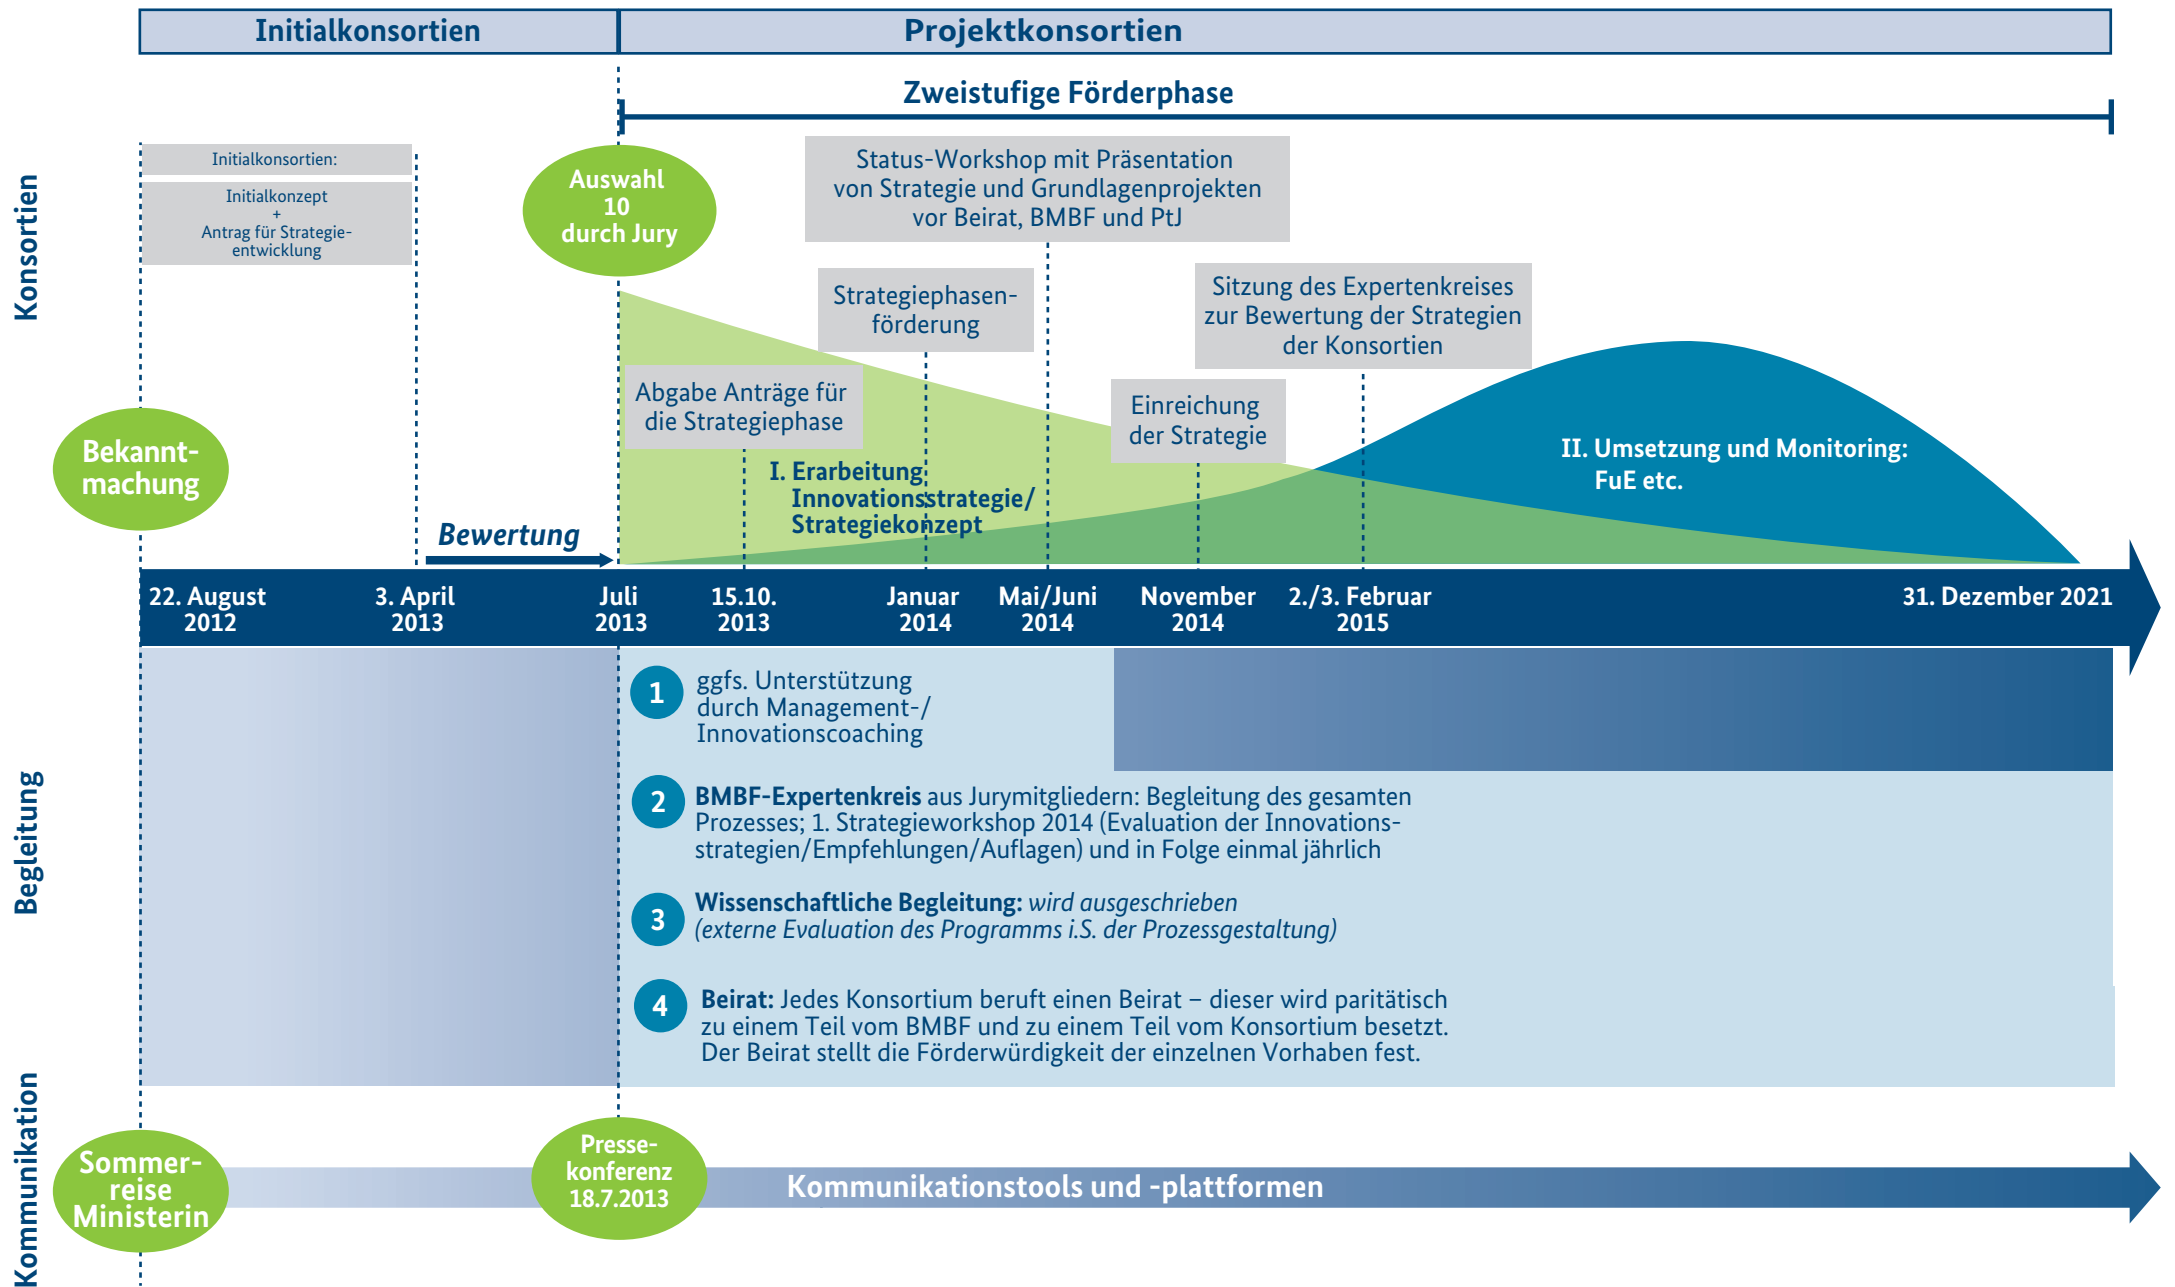 Initialkonsortien
Projektkonsortien
Zweistufige Förderphase
Konsortien
Initialkonsortien:
Initialkonzept
+
Antrag für Strategie-
entwicklung
Auswahl
10
durch Jury
Status-Workshop mit Präsentation
von Strategie und Grundlagenprojekten
vor Beirat, BMBF und PtJ
Strategiephasen-
förderung
Sitzung des Expertenkreises
zur Bewertung der Strategien
der Konsortien
Abgabe Anträge für
die Strategiephase
Einreichung
der Strategie
Bekannt-
machung
Bewertung
I. Erarbeitung
Innovationsstrategie/
Strategiekonzept
II. Umsetzung und Monitoring:
FuE etc.
22. August
2012
3. April
2013
Juli
2013
15.10.
2013
Januar
2014
Mai/Juni
2014
November
2014
2./3. Februar
2015
31. Dezember 2021
Begleitung
1
ggfs. Unterstützung
durch Management-/
Innovationscoaching
2
BMBF-Expertenkreis aus Jurymitgliedern: Begleitung des gesamten
Prozesses; 1. Strategieworkshop 2014 (Evaluation der Innovations-
strategien/Empfehlungen/Auflagen) und in Folge einmal jährlich
3
Wissenschaftliche Begleitung: wird ausgeschrieben
(externe Evaluation des Programms i.S. der Prozessgestaltung)
4
Beirat: Jedes Konsortium beruft einen Beirat – dieser wird paritätisch
zu einem Teil vom BMBF und zu einem Teil vom Konsortium besetzt.
Der Beirat stellt die Förderwürdigkeit der einzelnen Vorhaben fest.
Kommunikation
Sommer-
reise
Ministerin
Presse-
konferenz
18.7.2013
Kommunikationstools und -plattformen